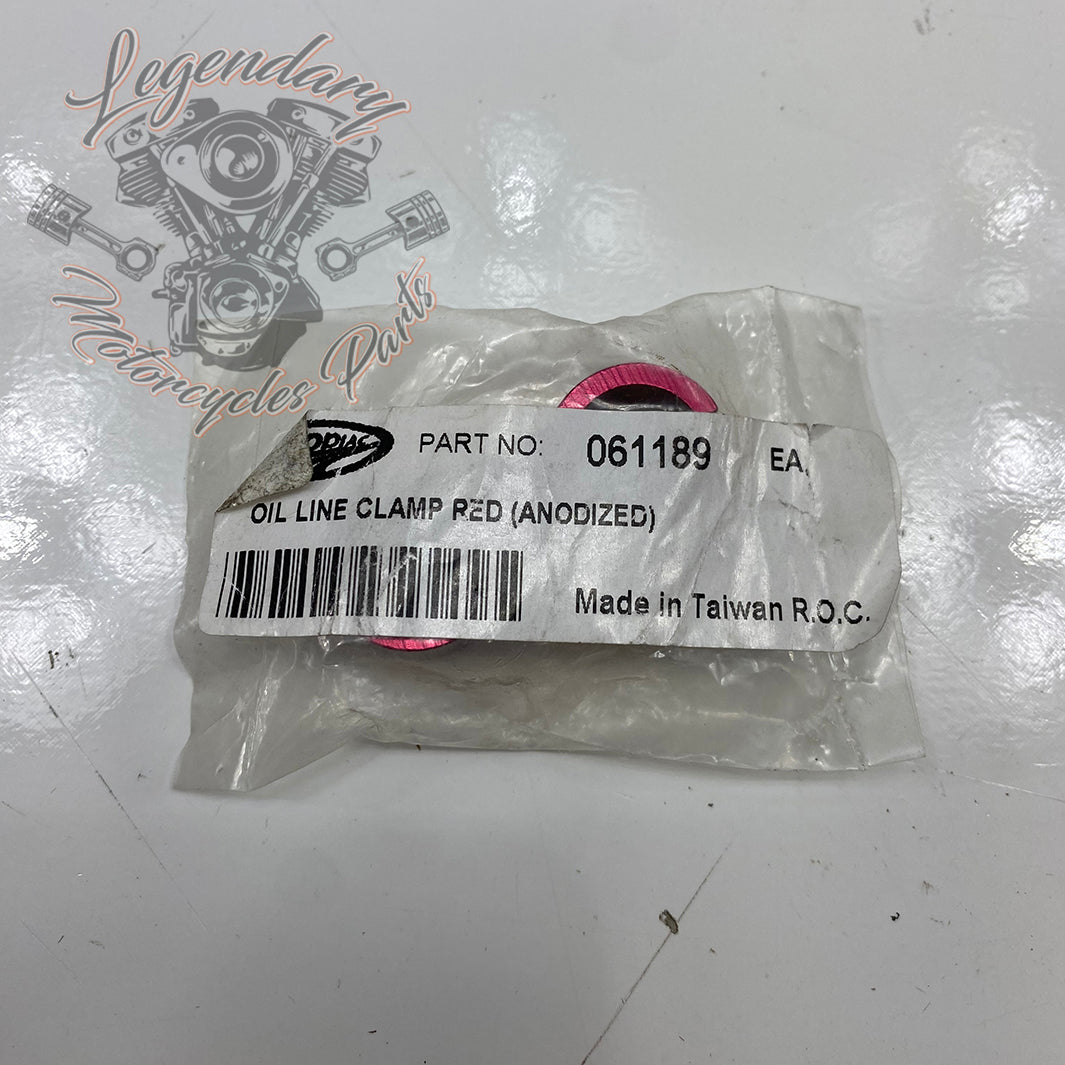 Legendary
Motorcycles Parts
PART NO: 061189 EA.
OIL LINE CLAMP RED (ANODIZED)
Made in Taiwan R.O.C.